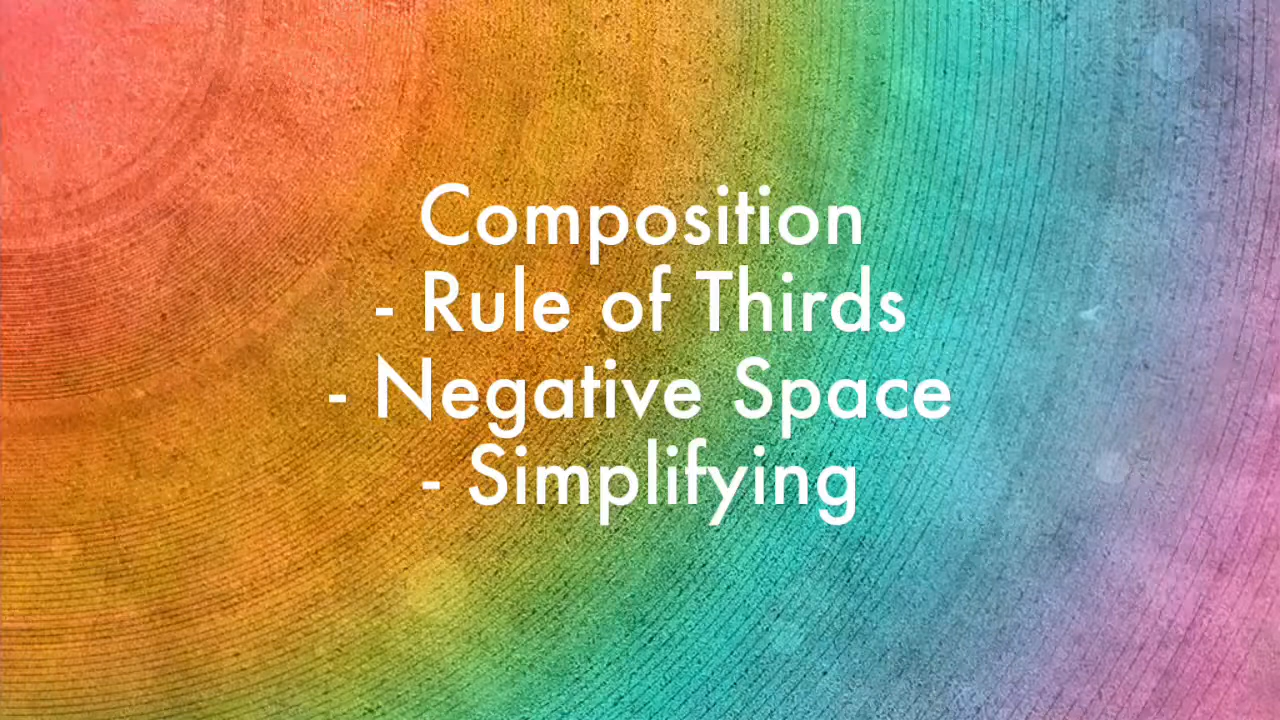 Composition
- Rule of Thirds
- Negative Space
- Simplifying